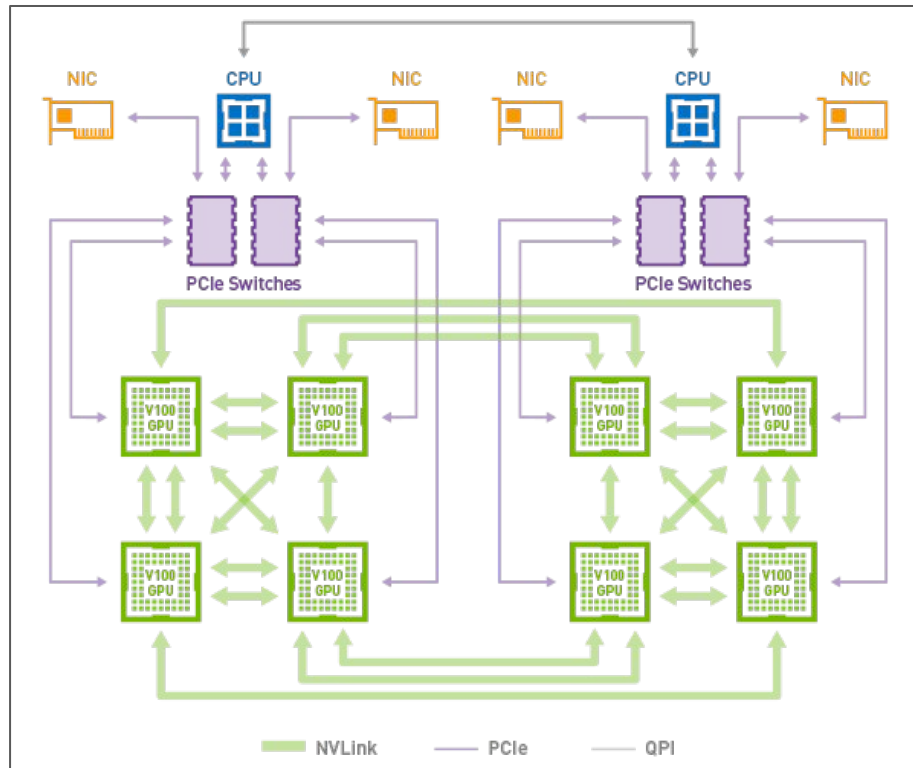 NIC
CPU
NIC
NIC
CPU
NIC
PCIe Switches
PCIe Switches
V100
GPU
V100
GPU
V100
GPU
V100
GPU
V100
GPU
V100
GPU
V100
GPU
V100
GPU
NVLink
PCIe
QPI